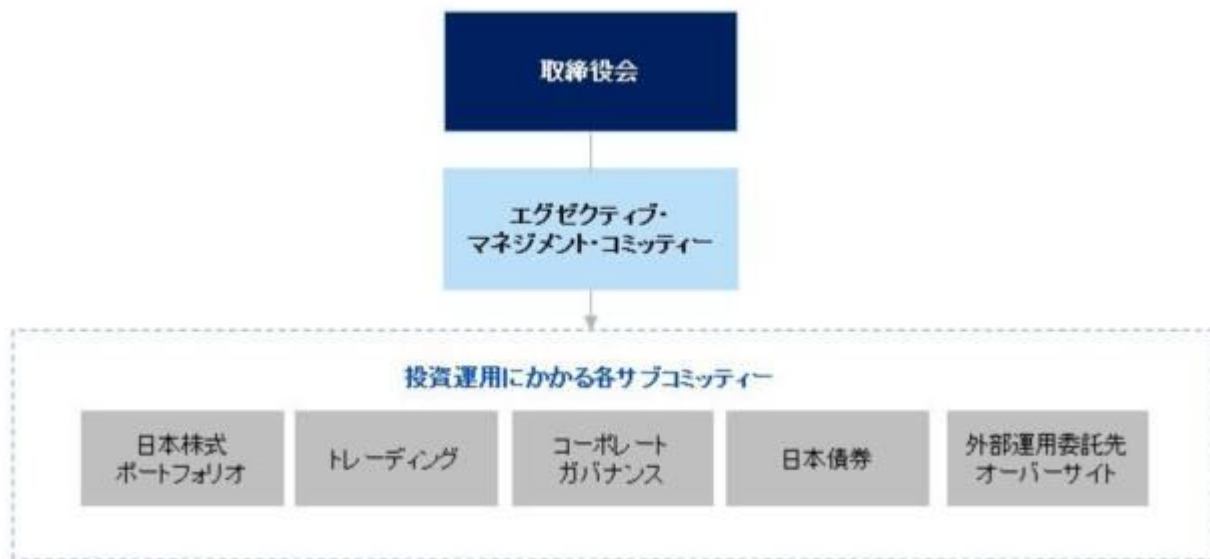 取締役会
エグゼクティブ・
マネジメント・コミッティー
投資運用にかかる各サブコミッティー
日本株式
ポートフォリオ
トレーディング
コーポレート
ガバナンス
日本債券
外部運用委託先
オーバーサイト